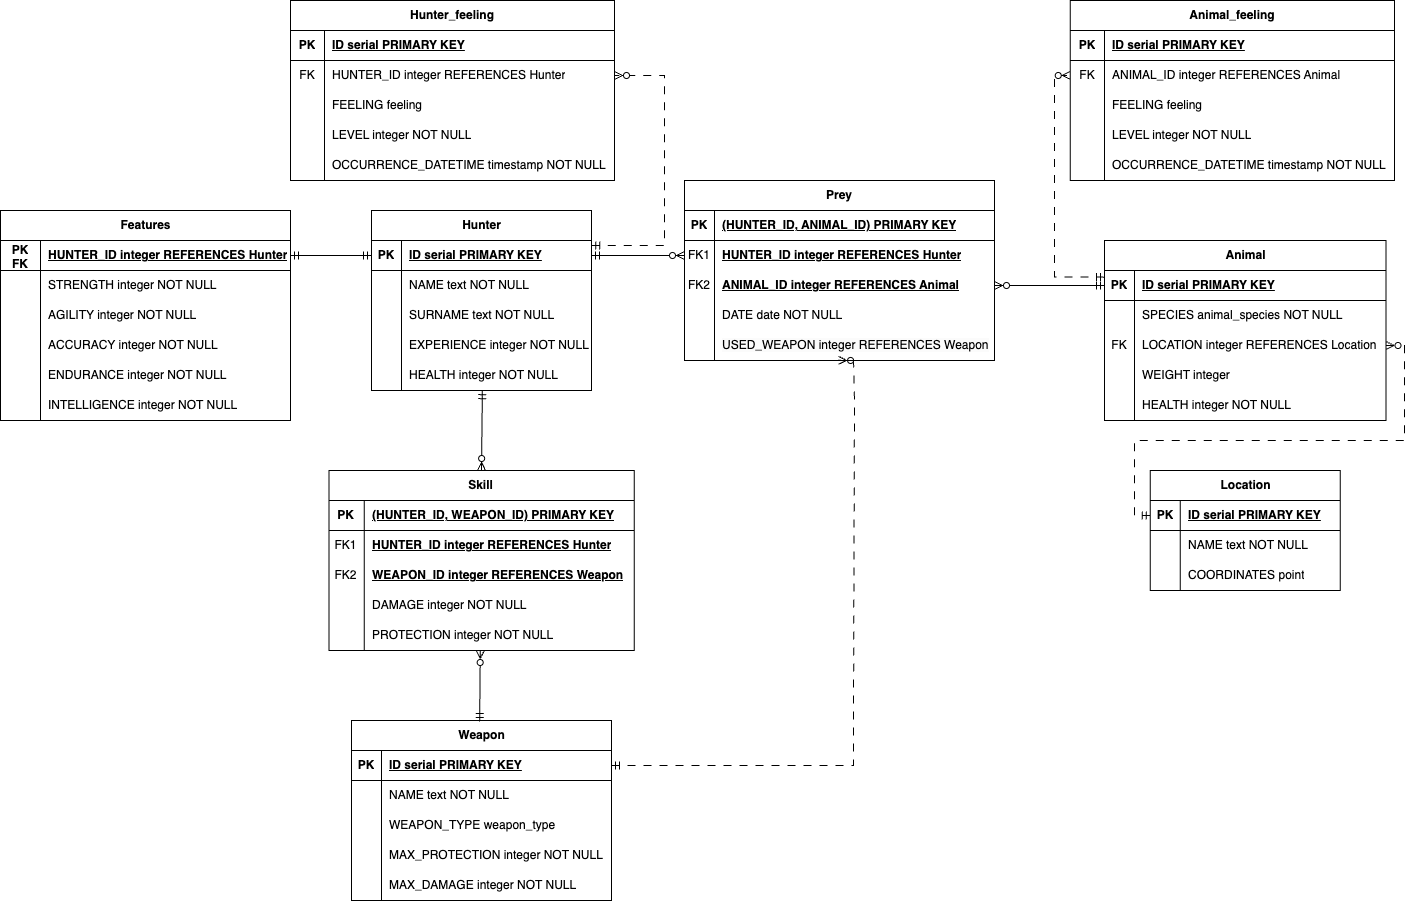 Hunter_feeling
PK ID serial PRIMARY KEY
FK HUNTER_ID integer REFERENCES Hunter
FEELING feeling
LEVEL integer NOT NULL
OCCURRENCE_DATETIME timestamp NOT NULL
Animal_feeling
PK ID serial PRIMARY KEY
FK ANIMAL_ID integer REFERENCES Animal
FEELING feeling
LEVEL integer NOT NULL
OCCURRENCE_DATETIME timestamp NOT NULL
Features
PK
FK HUNTER_ID integer REFERENCES Hunter
STRENGTH integer NOT NULL
AGILITY integer NOT NULL
ACCURACY integer NOT NULL
ENDURANCE integer NOT NULL
INTELLIGENCE integer NOT NULL
Hunter
PK ID serial PRIMARY KEY
NAME text NOT NULL
SURNAME text NOT NULL
EXPERIENCE integer NOT NULL
HEALTH integer NOT NULL
Prey
PK (HUNTER_ID, ANIMAL_ID) PRIMARY KEY
FK1 HUNTER_ID integer REFERENCES Hunter
FK2 ANIMAL_ID integer REFERENCES Animal
DATE date NOT NULL
USED_WEAPON integer REFERENCES Weapon
Animal
PK ID serial PRIMARY KEY
SPECIES animal_species NOT NULL
FK LOCATION integer REFERENCES Location
WEIGHT integer
HEALTH integer NOT NULL
Skill
PK (HUNTER_ID, WEAPON_ID) PRIMARY KEY
FK1 HUNTER_ID integer REFERENCES Hunter
FK2 WEAPON_ID integer REFERENCES Weapon
DAMAGE integer NOT NULL
PROTECTION integer NOT NULL
Location
PK ID serial PRIMARY KEY
NAME text NOT NULL
COORDINATES point
Weapon
PK ID serial PRIMARY KEY
NAME text NOT NULL
WEAPON_TYPE weapon_type
MAX_PROTECTION integer NOT NULL
MAX_DAMAGE integer NOT NULL